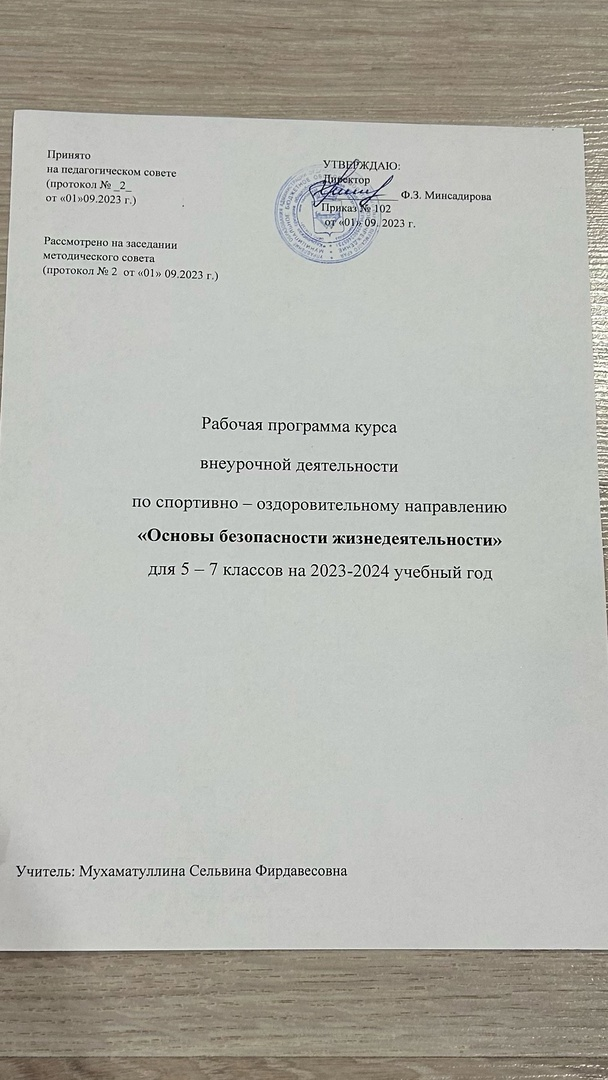 Принято
на педагогическом совете
(протокол № _2_
от «01»09.2023 г.)
Рассмотрено на заседании
методического совета
(протокол № 2 от «01» 09.2023 г.)
УТВЕРЖДАЮ:
Директор
Ф.З. Минсадирова
Приказ № 102
от «01» 09. 2023 г.
Рабочая программа курса
внеурочной деятельности
по спортивно – оздоровительному направлению
«Основы безопасности жизнедеятельности»
для 5 – 7 классов на 2023-2024 учебный год
Учитель: Мухаматуллина Сельвина Фирдавесовна